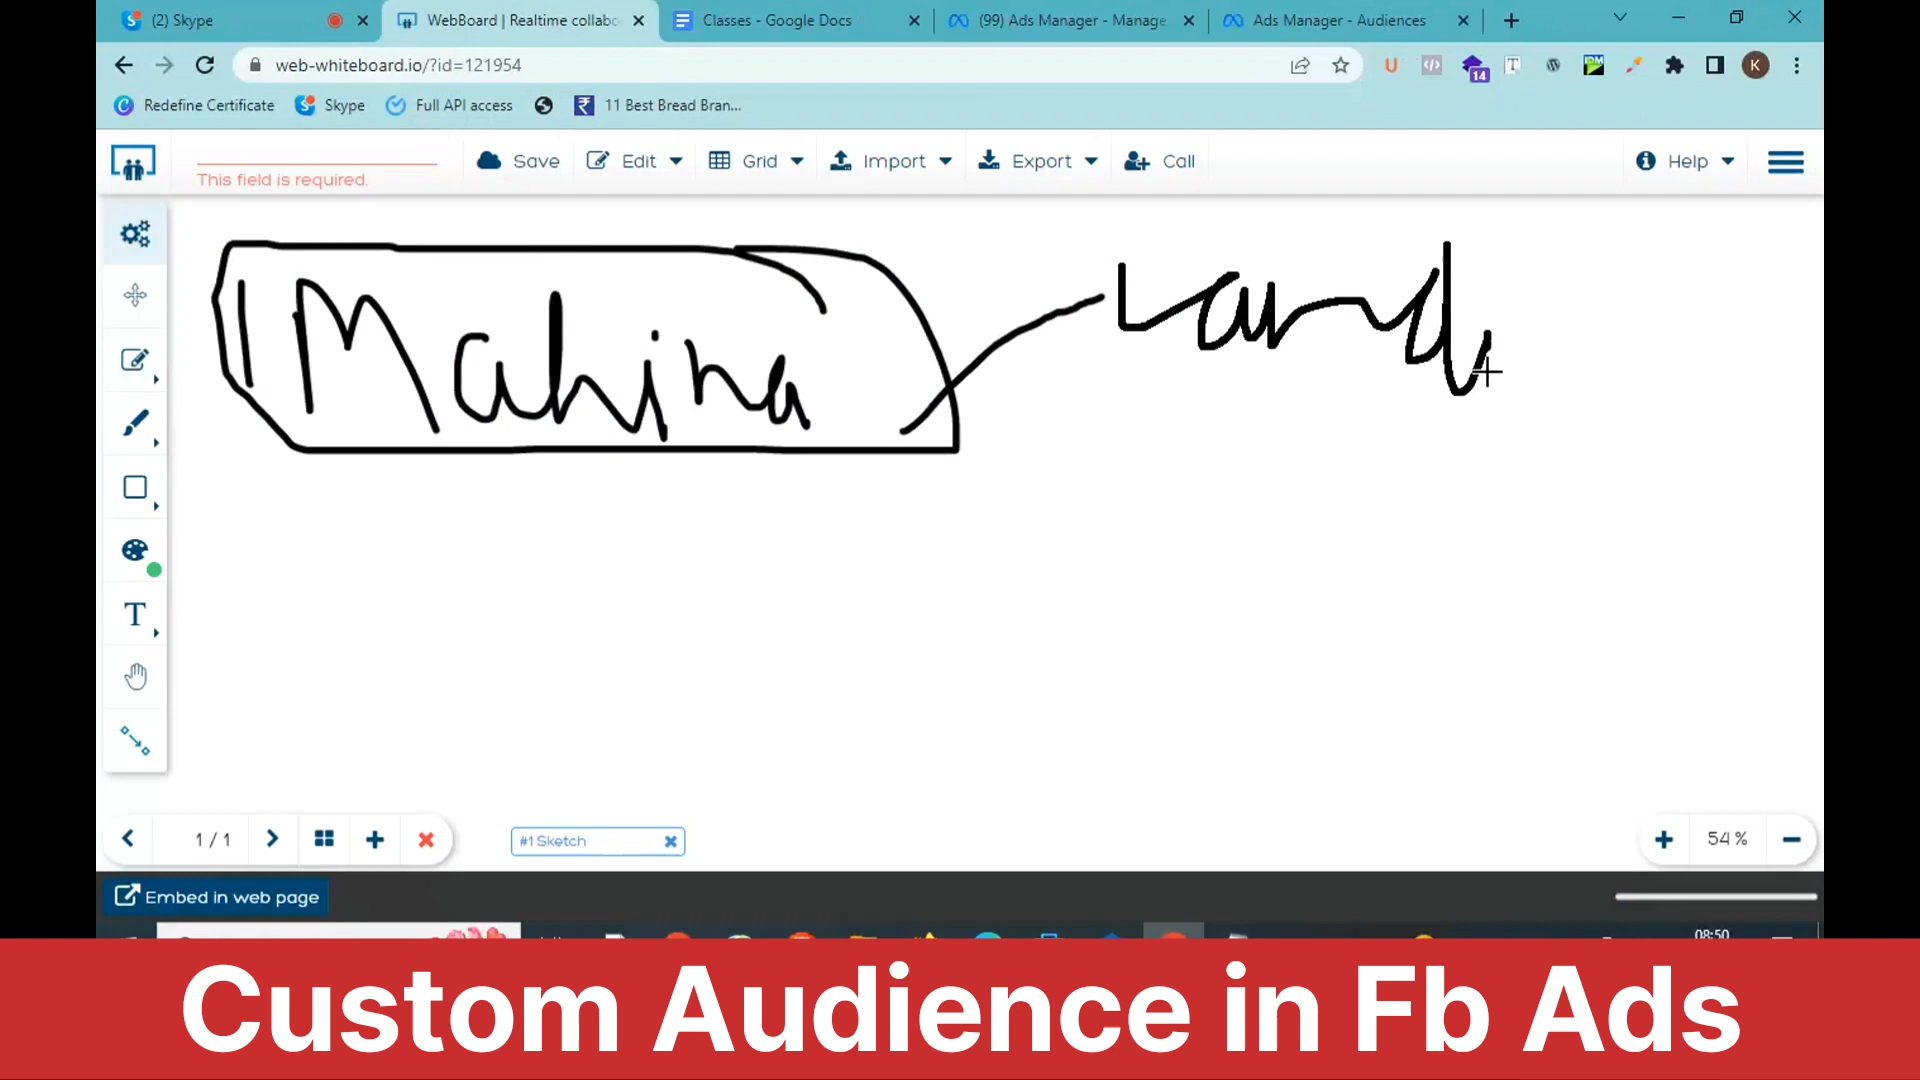 (2) Skype
WebBoard | Realtime collabo
Classes - Google Docs
(99) Ads Manager - Manage
Ads Manager - Audiences
web-whiteboard.io/?id=121954
U
14
T
K
Redefine Certificate
Skype
Full API access
11 Best Bread Bran...
This field is required.
Save
Edit
Grid
Import
Export
Call
Help
Mahina
Land
T
1 / 1
#1 Sketch
54 %
Embed in web page
08:50
Custom Audience in Fb Ads